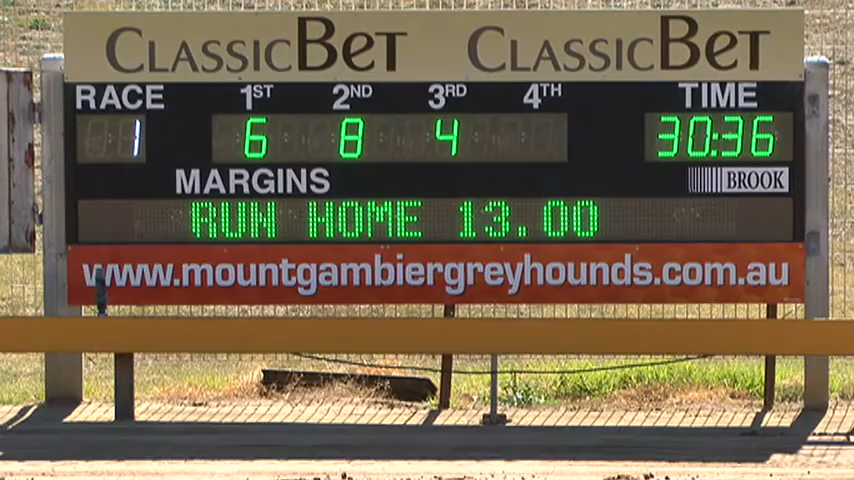 CLASSICBET CLASSICBET
RACE 1ST 2ND 3RD 4TH TIME
1 6 8 4 30:36
MARGINS BROOK
RUN HOME 13.00
www.mountgambiergreyhounds.com.au